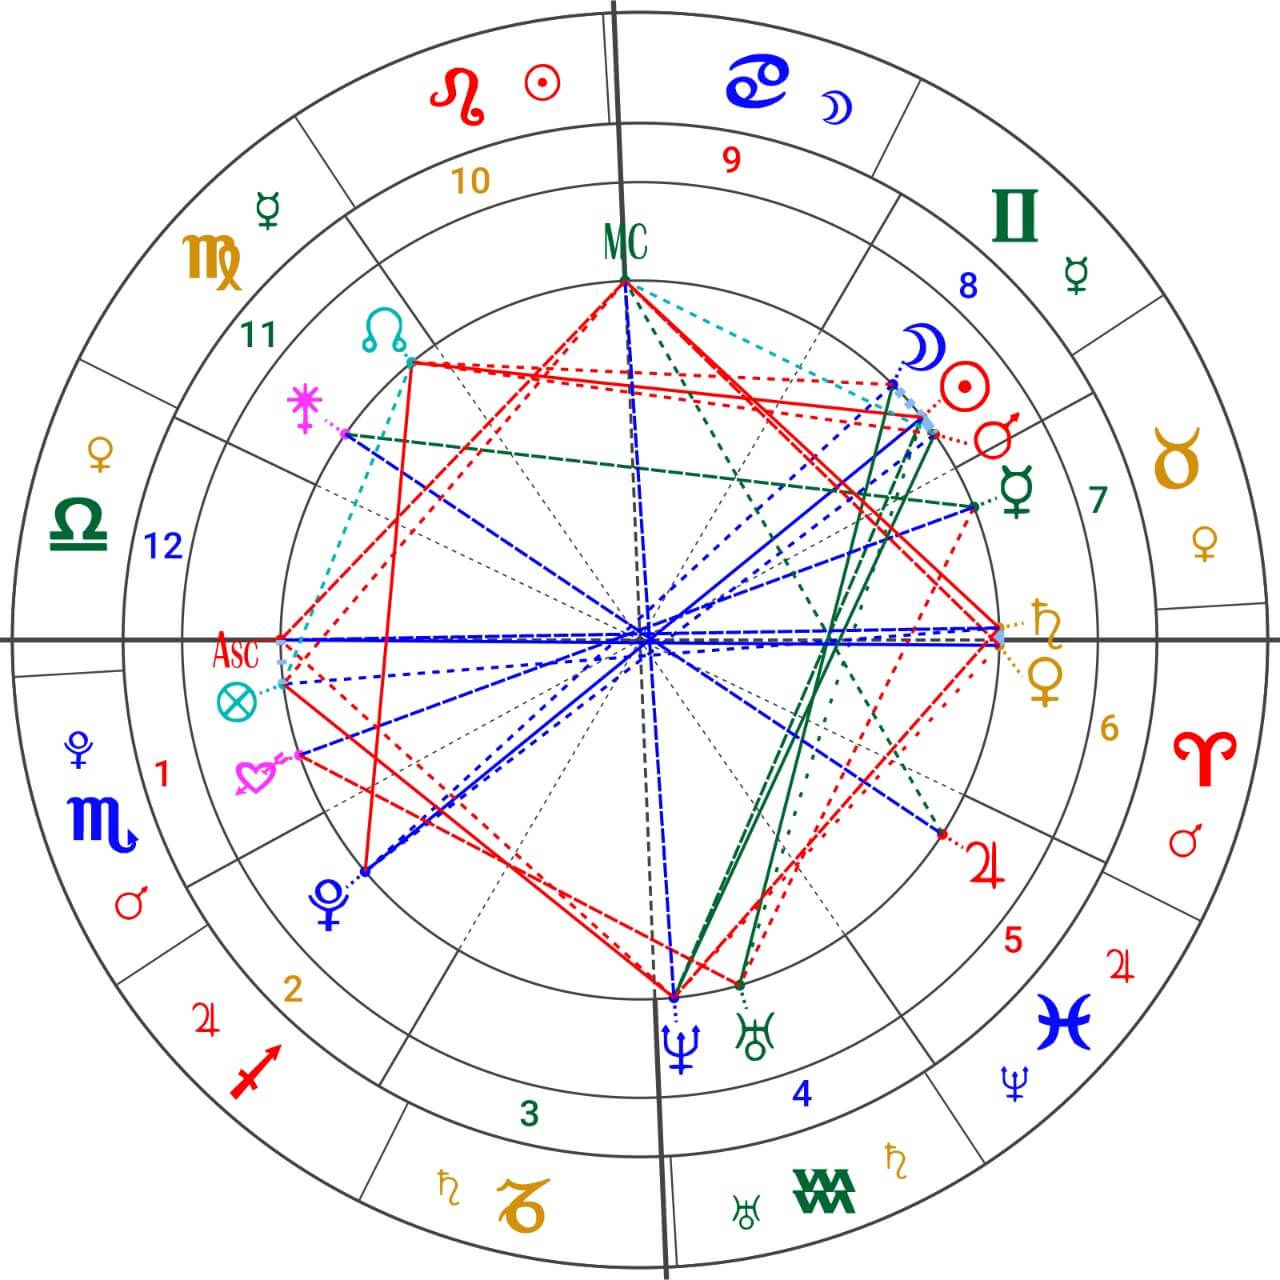 ♌ ☉ ♋ ☽
10 9
♍ ☿ MC ♊ ☿
11 ☊ 8
☽ ☉ ♂ ☿
♀ ♎ 12 7 ♉ ♀
Asc ♄
⊗ ♀
♇ ♏ ♂ 1 6 ♈ ♂
♇ ♃
2 5
♃ ♐ ♆ ♅ ♓ ♃ ♆
3 4
♄ ♑ ♅ ♒ ♄